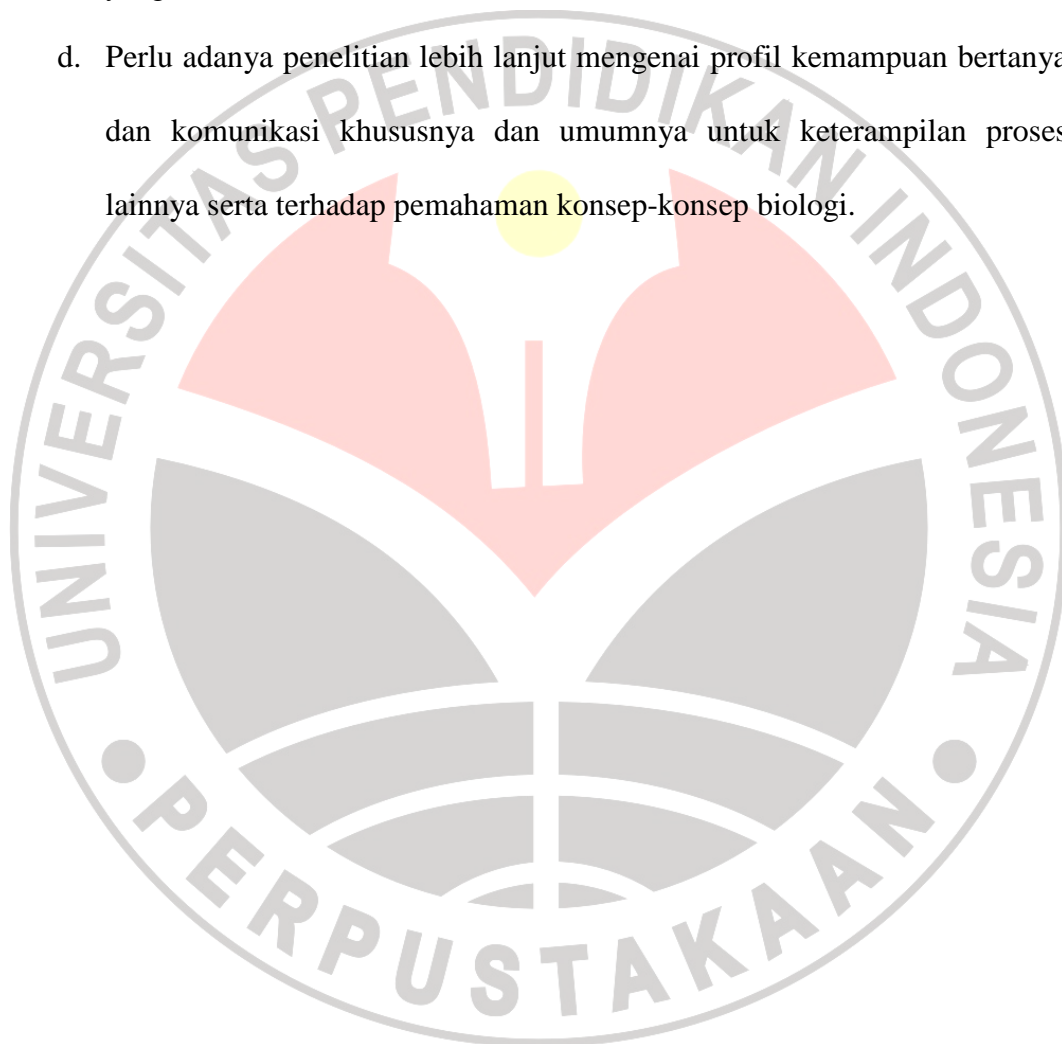 d. Perlu adanya penelitian lebih lanjut mengenai profil kemampuan bertanya
dan komunikasi khususnya dan umumnya untuk keterampilan proses
lainnya serta terhadap pemahaman konsep-konsep biologi.
UNIVERSITAS PENDIDIKAN INDONESIA
PERPUSTAKAAN